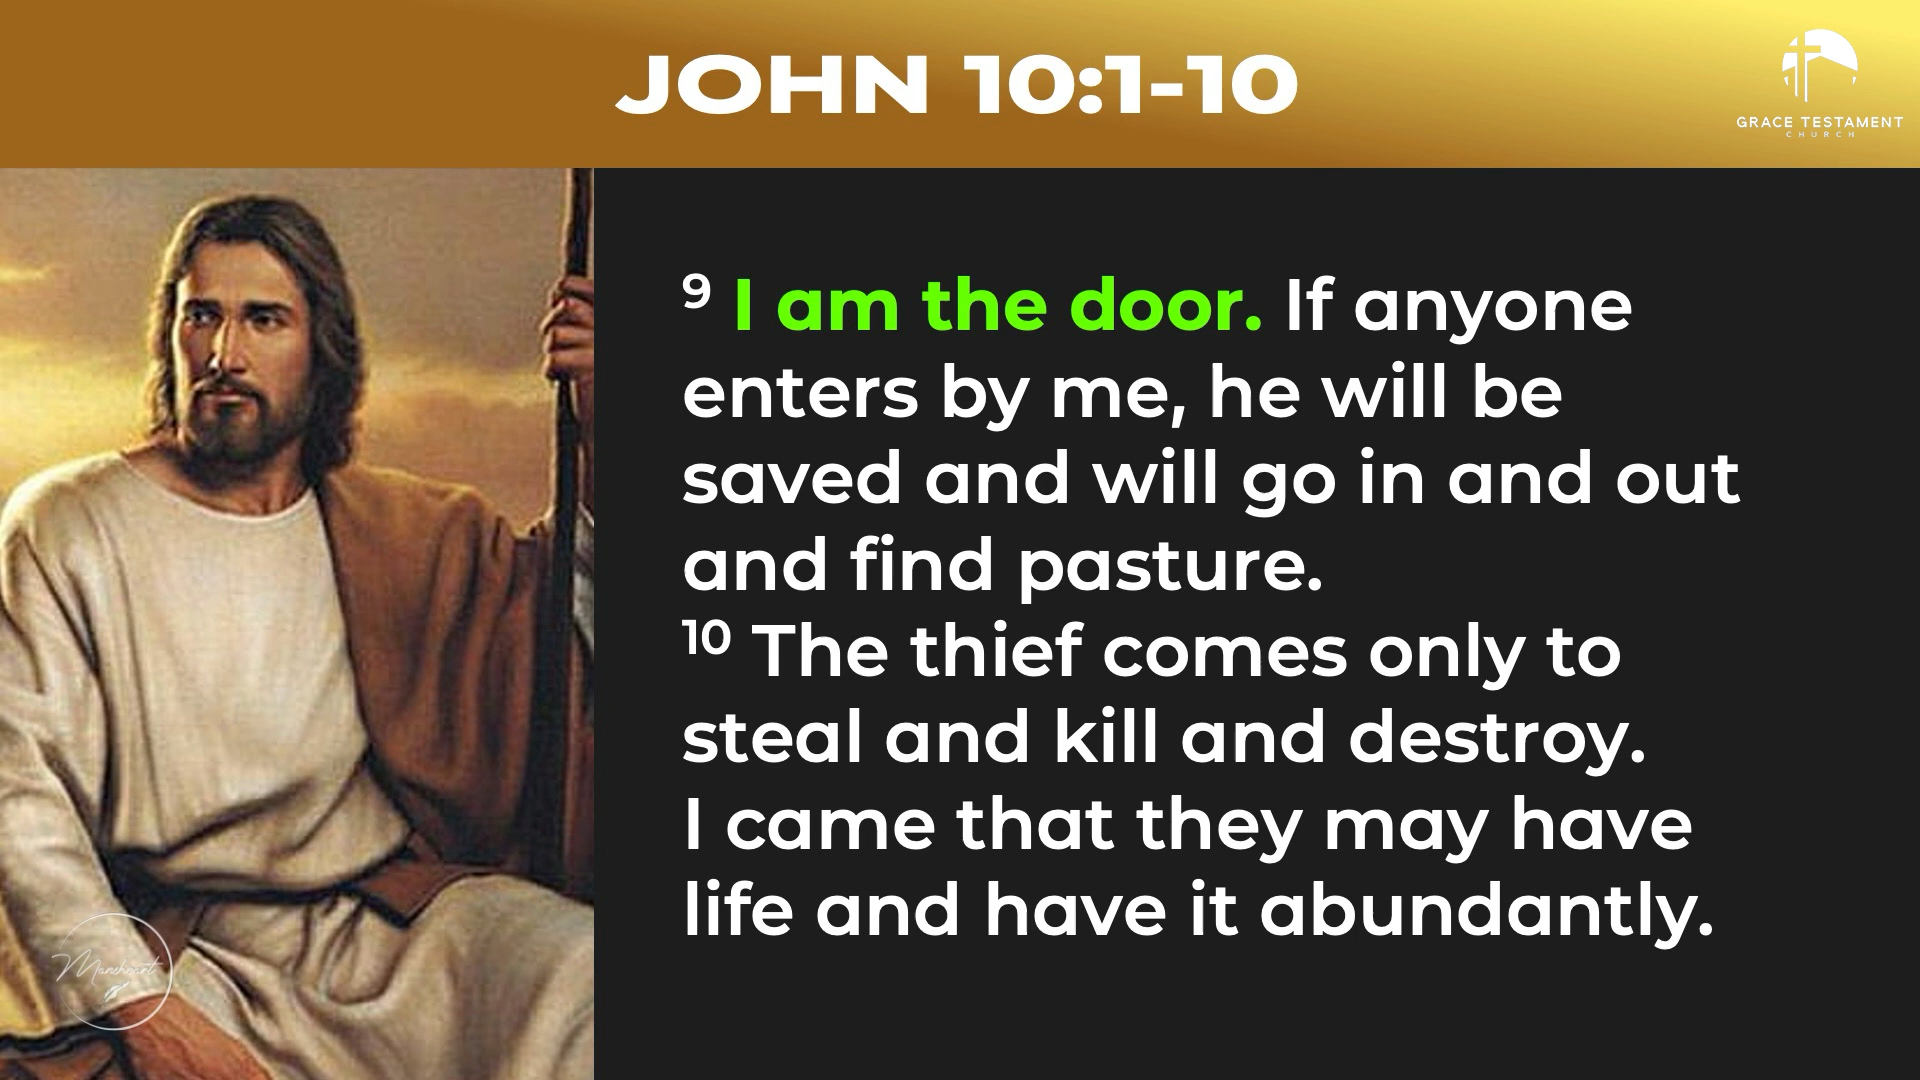 JOHN 10:1-10
GRACE TESTAMENT
CHURCH
9 I am the door. If anyone
enters by me, he will be
saved and will go in and out
and find pasture.
10 The thief comes only to
steal and kill and destroy.
I came that they may have
life and have it abundantly.